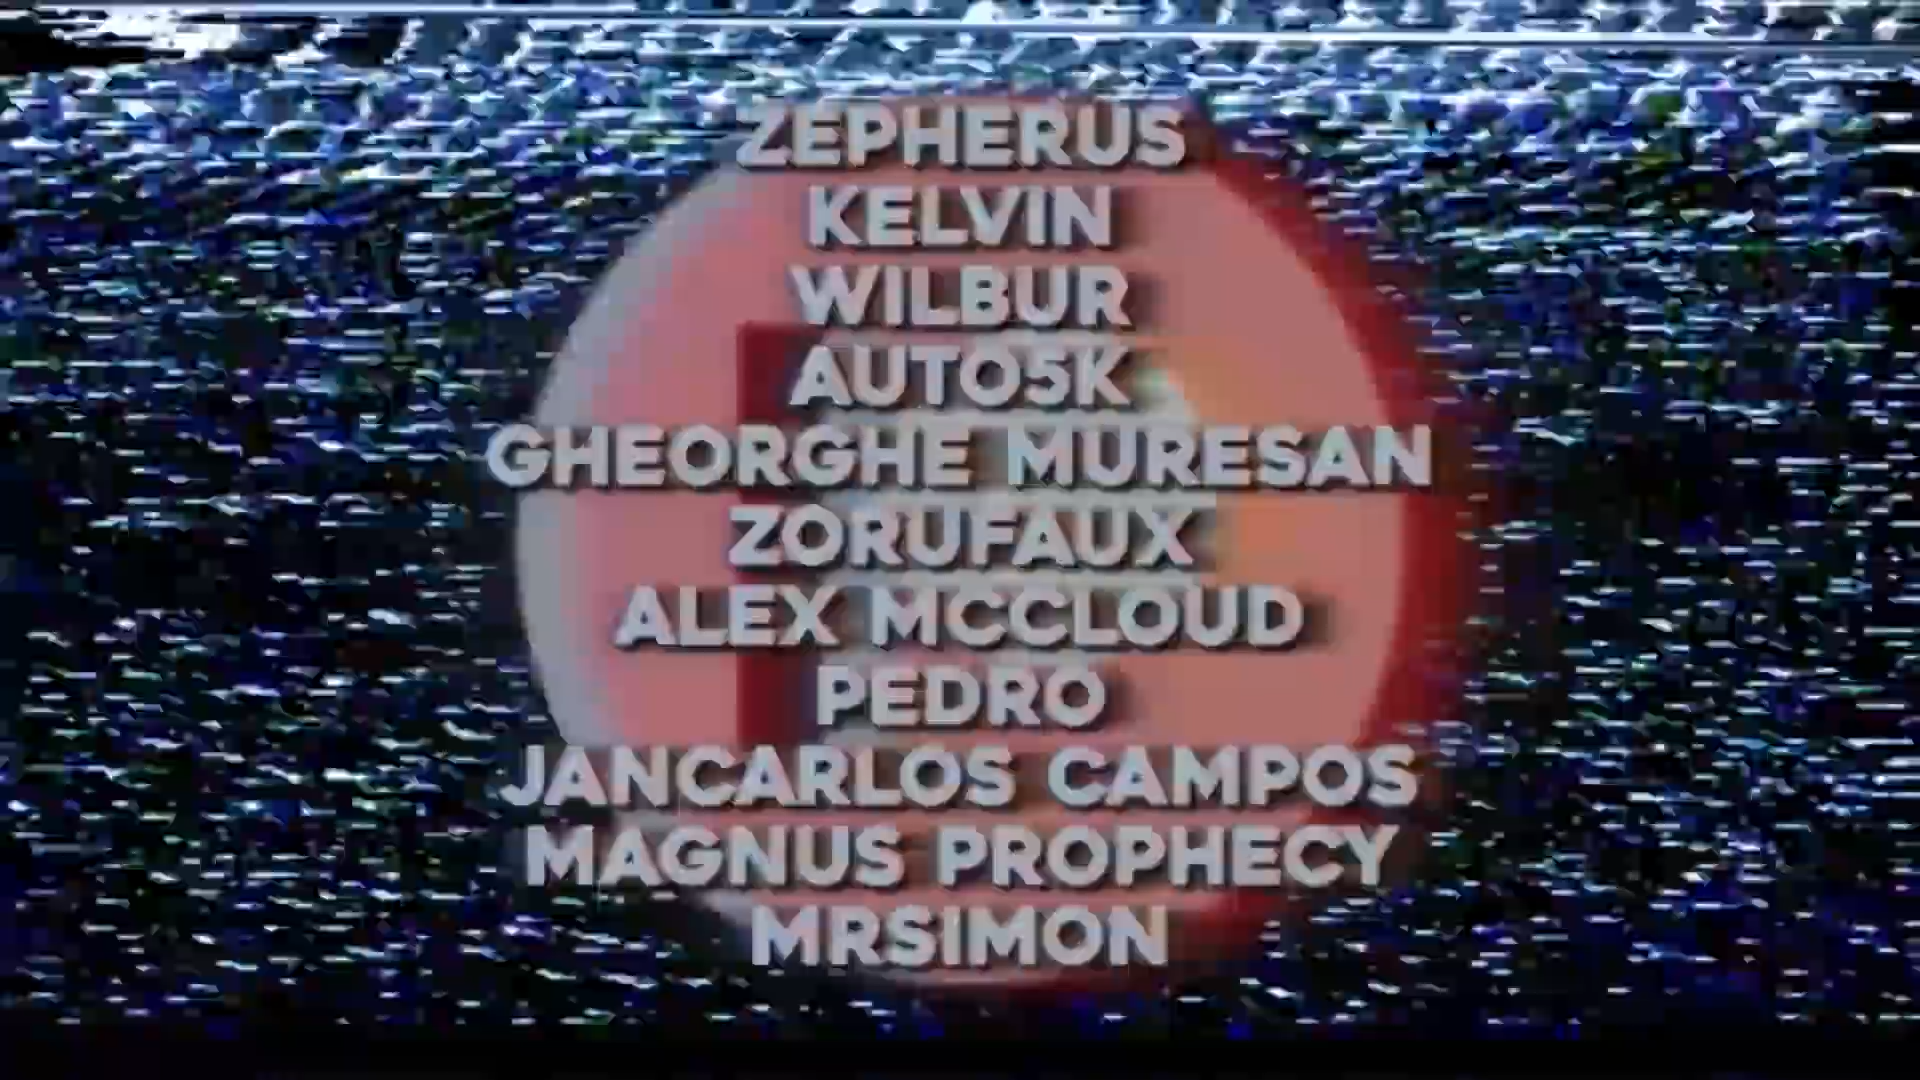 ZEPHERUS
KELVIN
WILBUR
AUTO5K
GHEORGHE MURESAN
ZORUFAUX
ALEX MCCLOUD
PEDRO
JANCARLOS CAMPOS
MAGNUS PROPHECY
MRSIMON